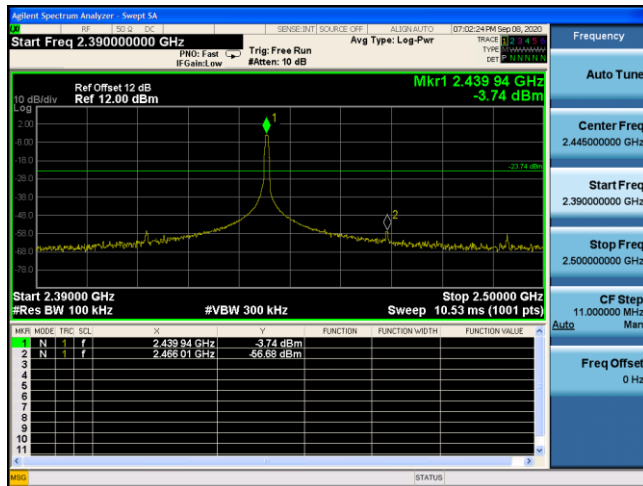 Agilent Spectrum Analyzer - Swept SA
RF 50 Ω DC SENSE:INT SOURCE OFF ALIGN AUTO 07:02:24 PM Sep 08, 2020
Start Freq 2.390000000 GHz
Avg Type: Log-Pwr
TRACE 1 2 3 4 5 6
TYPE
DET P N N N N N
PNO: Fast
IFGain:Low
Trig: Free Run
#Atten: 10 dB
Mkr1 2.439 94 GHz
-3.74 dBm
Ref Offset 12 dB
Ref 12.00 dBm
10 dB/div
Log
2.00
-8.00
-18.0
-28.0
-38.0
-48.0
-58.0
-68.0
-78.0
1
-23.74 dBm
2
Start 2.39000 GHz
Stop 2.50000 GHz
#Res BW 100 kHz
#VBW 300 kHz
Sweep 10.53 ms (1001 pts)
MKR MODE TRC SCL X Y FUNCTION FUNCTION WIDTH FUNCTION VALUE
1 N 1 f 2.439 94 GHz -3.74 dBm
2 N 1 f 2.466 01 GHz -56.68 dBm
3
4
5
6
7
8
9
10
11
MSG
STATUS
Frequency
Auto Tune
Center Freq
2.445000000 GHz
Start Freq
2.390000000 GHz
Stop Freq
2.500000000 GHz
CF Step
11.000000 MHz
Auto Man
Freq Offset
0 Hz